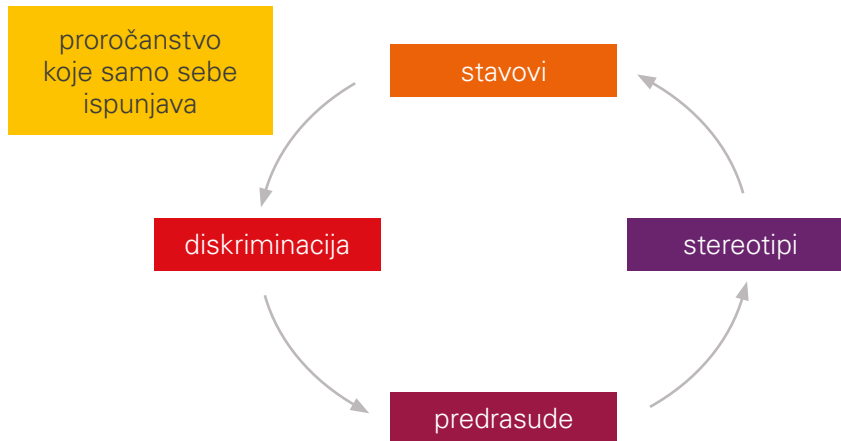 proročanstvo
koje samo sebe
ispunjava
stavovi
diskriminacija
stereotipi
predrasude